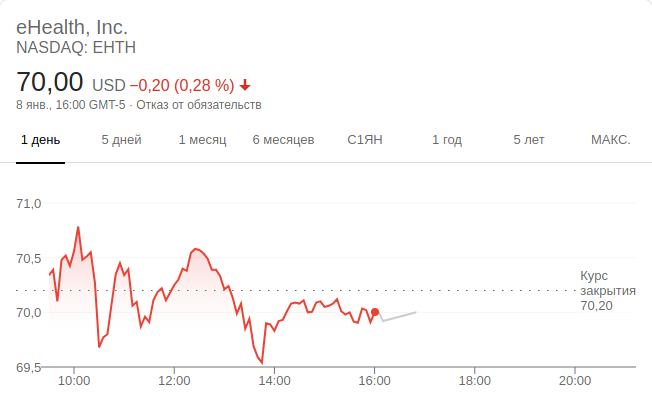 eHealth, Inc.
NASDAQ: EHTH
70,00 USD −0,20 (0,28 %)
8 янв., 16:00 GMT-5 · Отказ от обязательств
1 день 5 дней 1 месяц 6 месяцев С1ЯН 1 год 5 лет МАКС.
71,0
70,5
Курс
закрытия
70,20
70,0
69,5
10:00 12:00 14:00 16:00 18:00 20:00